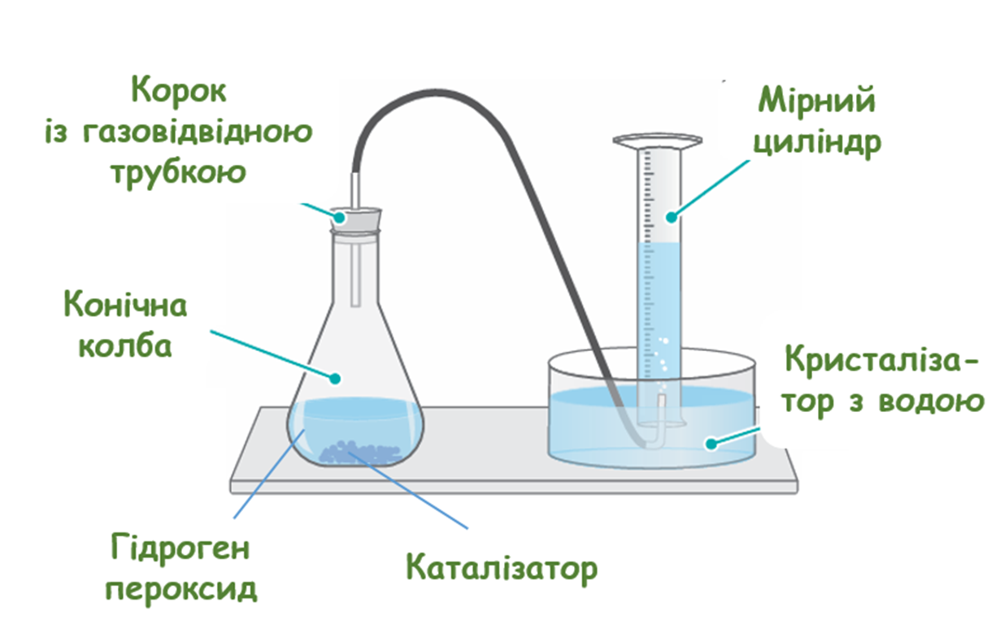 Корок
із газовідвідною
трубкою
Мірний
циліндр
Конічна
колба
Кристаліза-
тор з водою
Гідроген
пероксид
Каталізатор